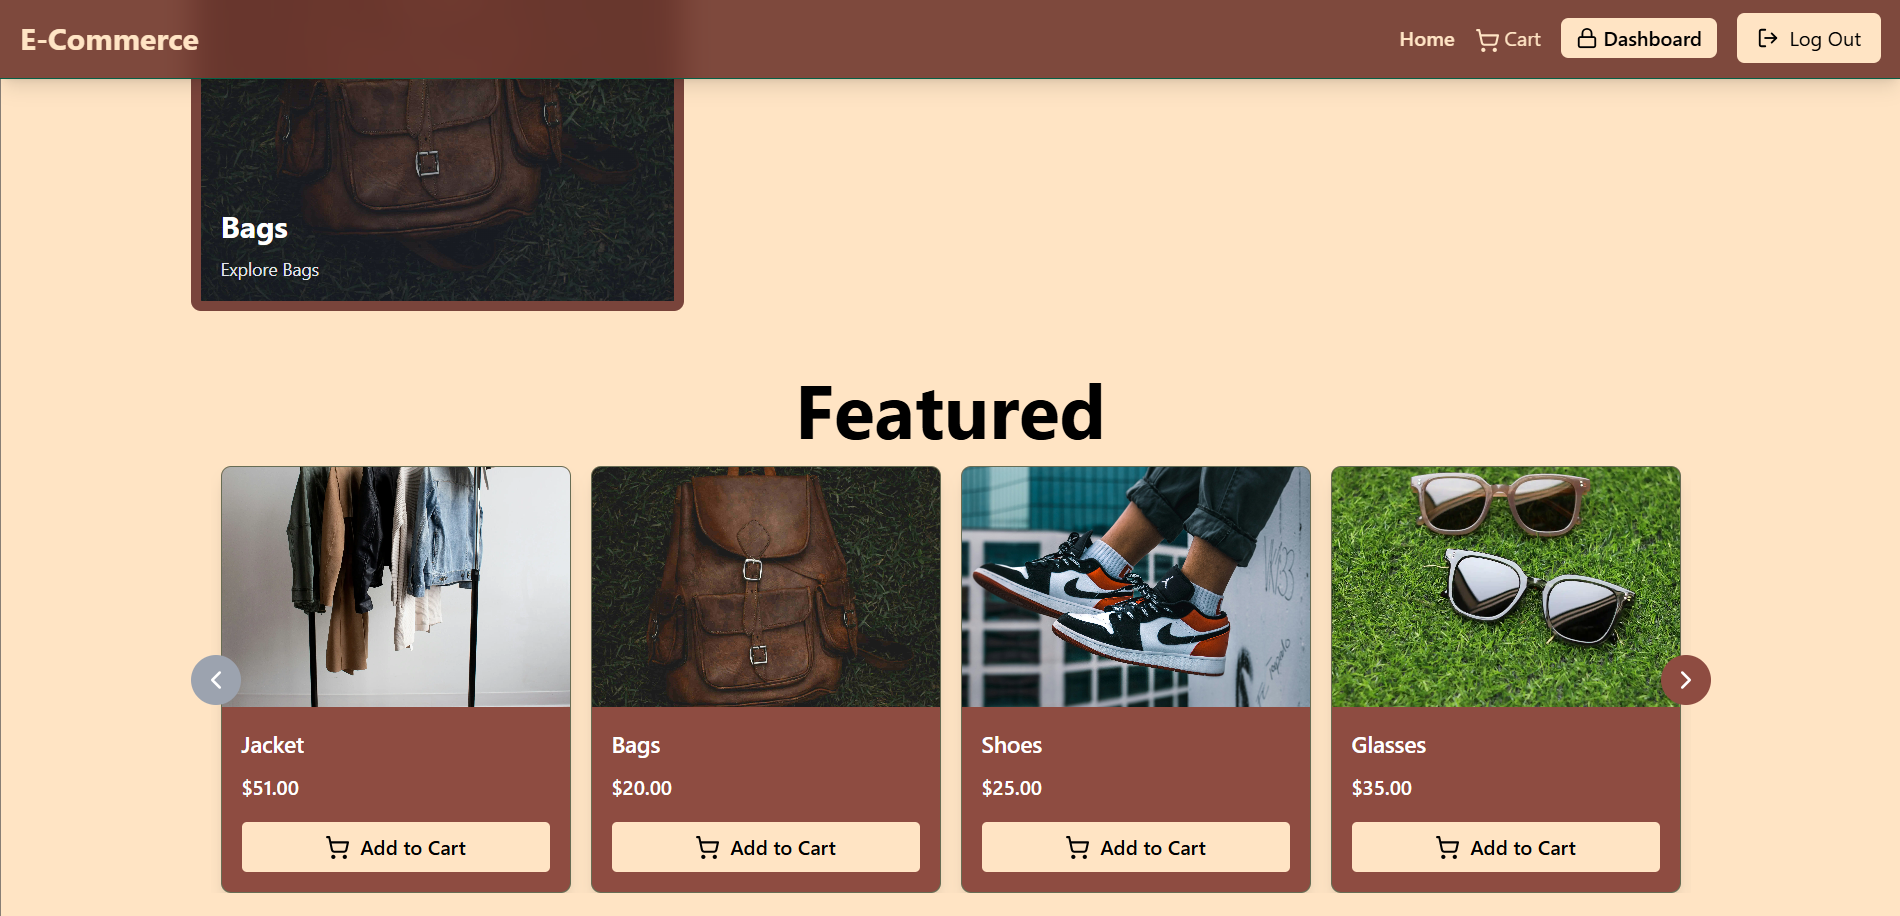 E-Commerce
Home
Cart
Dashboard
Log Out
Bags
Explore Bags
Featured
Jacket
$51.00
Add to Cart
Bags
$20.00
Add to Cart
Shoes
$25.00
Add to Cart
Glasses
$35.00
Add to Cart